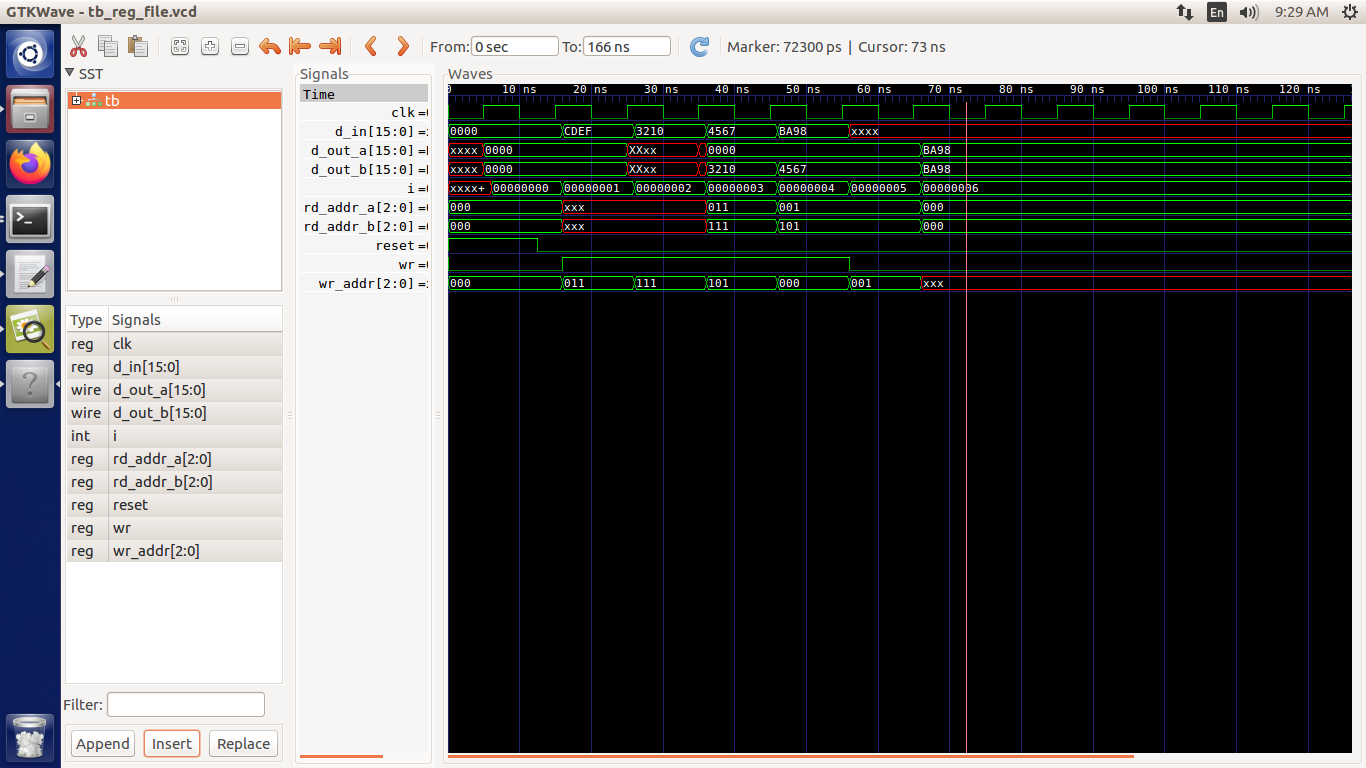 GTKWave - tb_reg_file.vcd
En
9:29 AM
From: 0 sec To: 166 ns Marker: 72300 ps | Cursor: 73 ns
SST
tb
Type Signals
reg clk
reg d_in[15:0]
wire d_out_a[15:0]
wire d_out_b[15:0]
int i
reg rd_addr_a[2:0]
reg rd_addr_b[2:0]
reg reset
reg wr
reg wr_addr[2:0]
Filter:
Append Insert Replace
Signals
Time
clk =
d_in[15:0] =
d_out_a[15:0] =
d_out_b[15:0] =
i =
rd_addr_a[2:0] =
rd_addr_b[2:0] =
reset =
wr =
wr_addr[2:0] =
Waves
0 10 ns 20 ns 30 ns 40 ns 50 ns 60 ns 70 ns 80 ns 90 ns 100 ns 110 ns 120 ns
0000 CDEF 3210 4567 BA98 xxxx
xxxx 0000 XXxx 0000 BA98
xxxx 0000 XXxx 3210 4567 BA98
xxxx+ 00000000 00000001 00000002 00000003 00000004 00000005 00000006
000 xxx 011 001 000
000 xxx 111 101 000
000 011 111 101 000 001 xxx